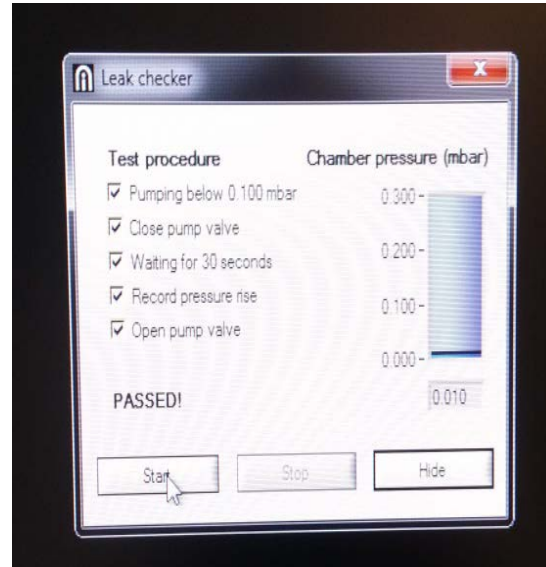 Leak checker
Test procedure
Pumping below 0.100 mbar
Close pump valve
Waiting for 30 seconds
Record pressure rise
Open pump valve
PASSED!
Chamber pressure (mbar)
0.300
0.200
0.100
0.000
0.010
Start
Stop
Hide